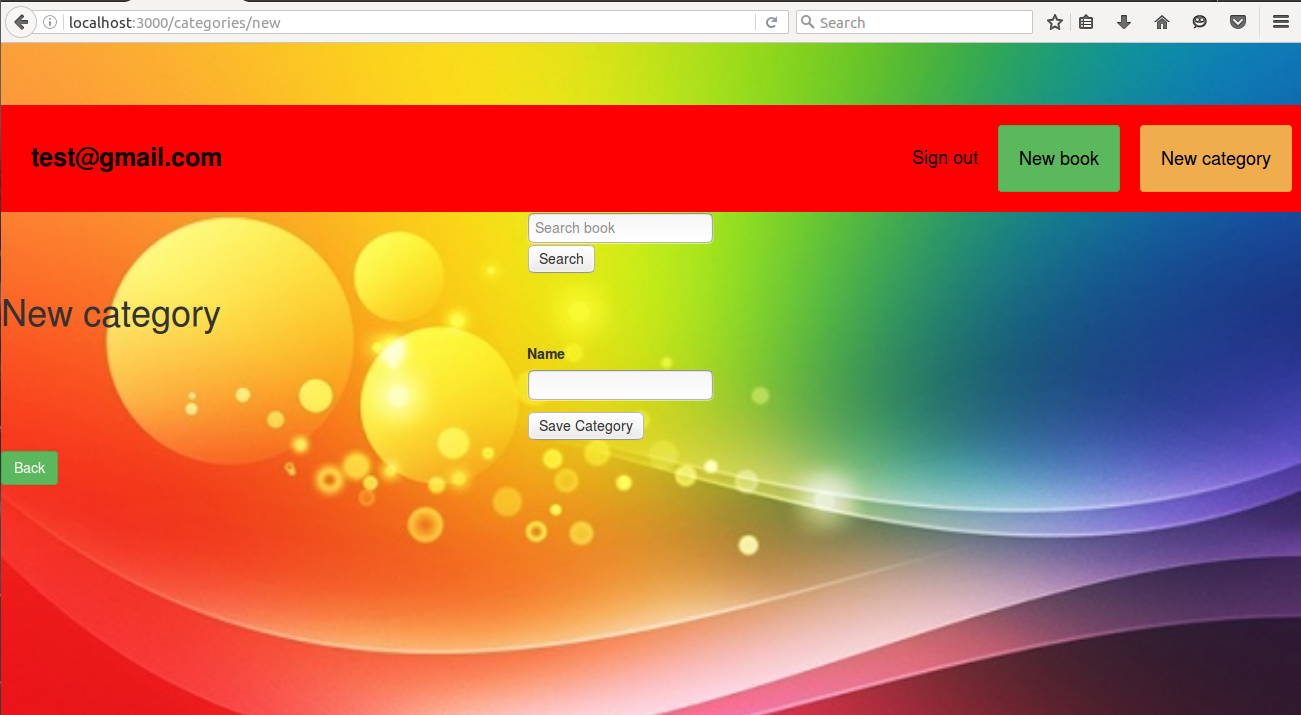 localhost:3000/categories/new
Search
test@gmail.com
Sign out
New book
New category
Search book
Search
New category
Name
Save Category
Back